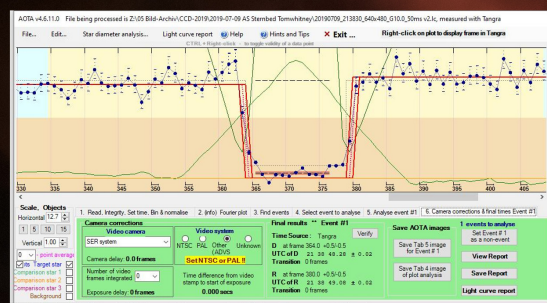 AOTA v4.6.11.0 File being processed is Z:\05 Bild-Archiv\CCD-2019\2019-07-09 AS Sternbed Tomwhitney\20190709_213830_640x480_G10.0_50ms v2.lc, measured with Tangra
File... Edit... Star diameter analysis... Light curve report Help Hints and Tips Exit ... Right-click on plot to display frame in Tangra
CTRL + Right click - to toggle validity of a data point
330 335 340 345 350 355 360 365 370 375 380 385 390 395 400 405
Scale, Objects
Horizontal 12.7
1 5 10 15
Vertical 1.00
0 - point average
Target star
Comparison star 1
Comparison star 2
Comparison star 3
Background
1. Read, Integrity, Set time, Bin & normalise 2. (Info) Fourier plot 3. Find events 4. Select event to analyse 5. Analyse event #1 6. Camera corrections & final times Event #1
Camera corrections
Video camera
SER system
Camera delay: 0.0 frames
Number of video frames integrated 0
Exposure delay: 0 frames
Video system
NTSC PAL Other (ADVS) Unknown
Set NTSC or PAL !!
Time difference from video stamp to start of exposure
0.000 secs
Final results ** Event #1
Time Source : Tangra Verify
D at frame 364.0 +0.5/-0.5
UTC of D 21 38 48.28 ± 0.02
Transition 0 frames
R at frame 380.0 +0.5/-0.5
UTC of R 21 38 49.08 ± 0.02
Transition 0 frames
Save AOTA images
Save Tab 5 image for Event # 1
Save Tab 4 image of plot analysis
1 events to analyse
Set Event # 1 as a non-event
View Report
Save Report
Light curve report